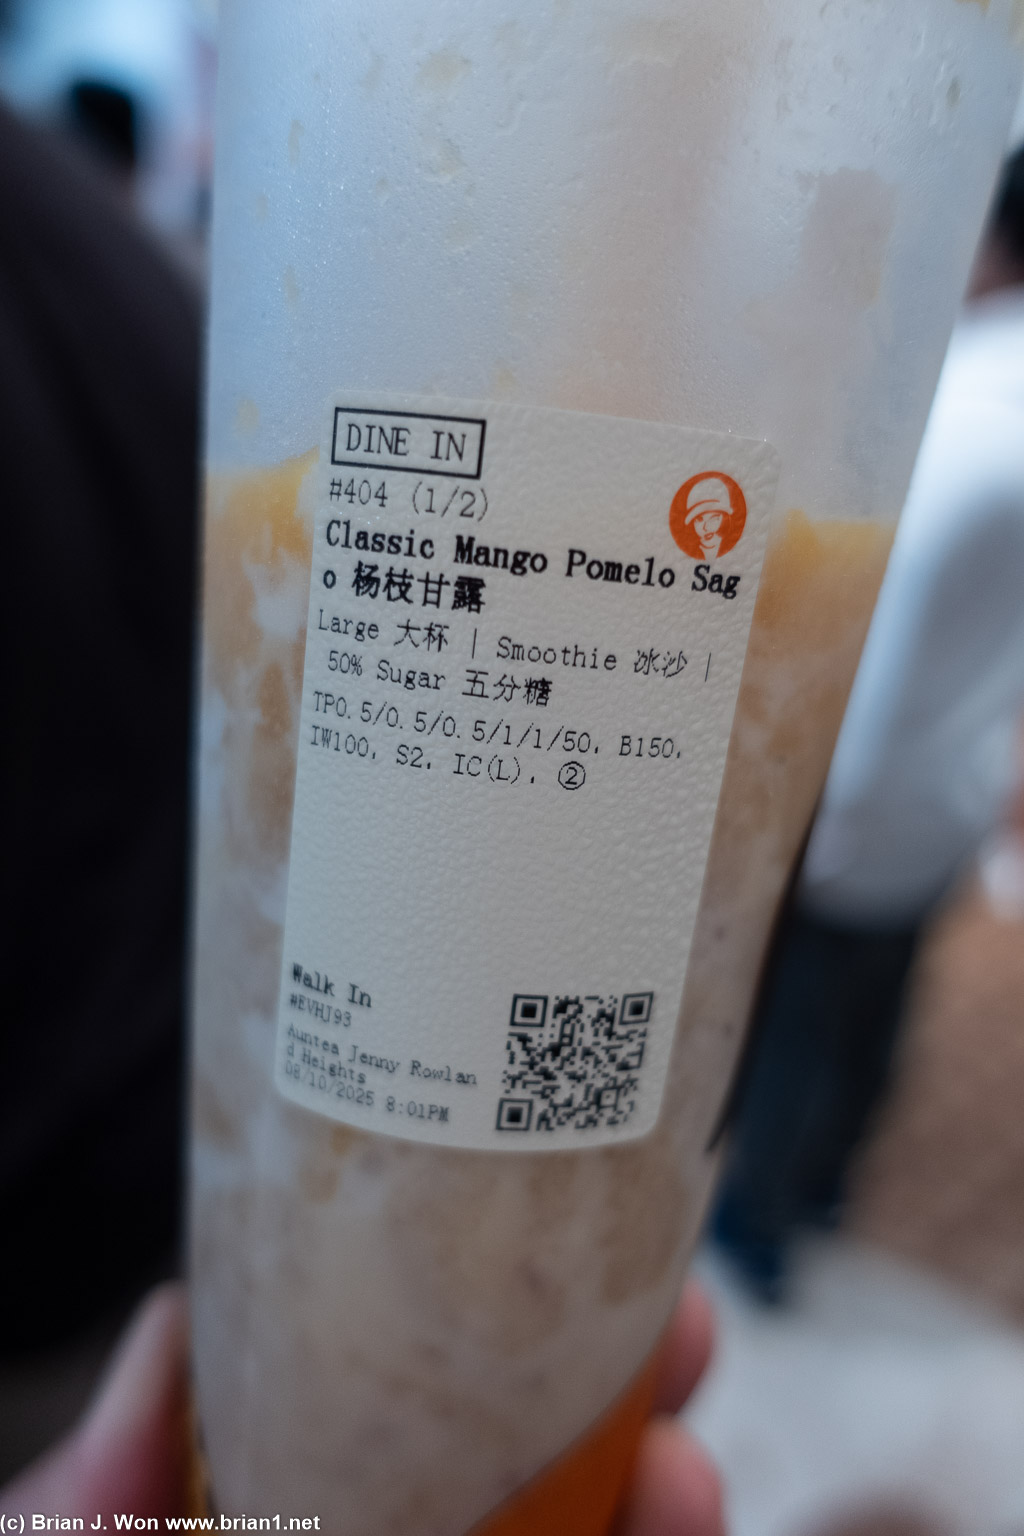 DINE IN
#404 (1/2)
Classic Mango Pomelo Sag
o 杨枝甘露
Large 大杯 | Smoothie 冰沙 |
50% Sugar 五分糖
TP0.5/0.5/0.5/1/1/50, B150,
IW100, S2, IC(L), ②
Walk In
#EVHJ93
Auntea Jenny Rowlan
d Heights
08/10/2025 8:01PM
(c) Brian J. Won www.brian1.net